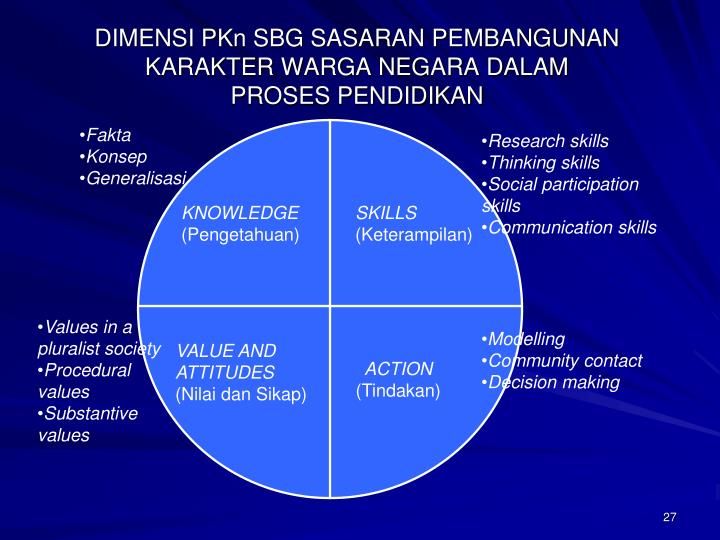 DIMENSI PKn SBG SASARAN PEMBANGUNAN
KARAKTER WARGA NEGARA DALAM
PROSES PENDIDIKAN
•Fakta
•Konsep
•Generalisasi
KNOWLEDGE
(Pengetahuan)
SKILLS
(Keterampilan)
•Research skills
•Thinking skills
•Social participation
skills
•Communication skills
•Values in a
pluralist society
•Procedural
values
•Substantive
values
VALUE AND
ATTITUDES
(Nilai dan Sikap)
ACTION
(Tindakan)
•Modelling
•Community contact
•Decision making
27